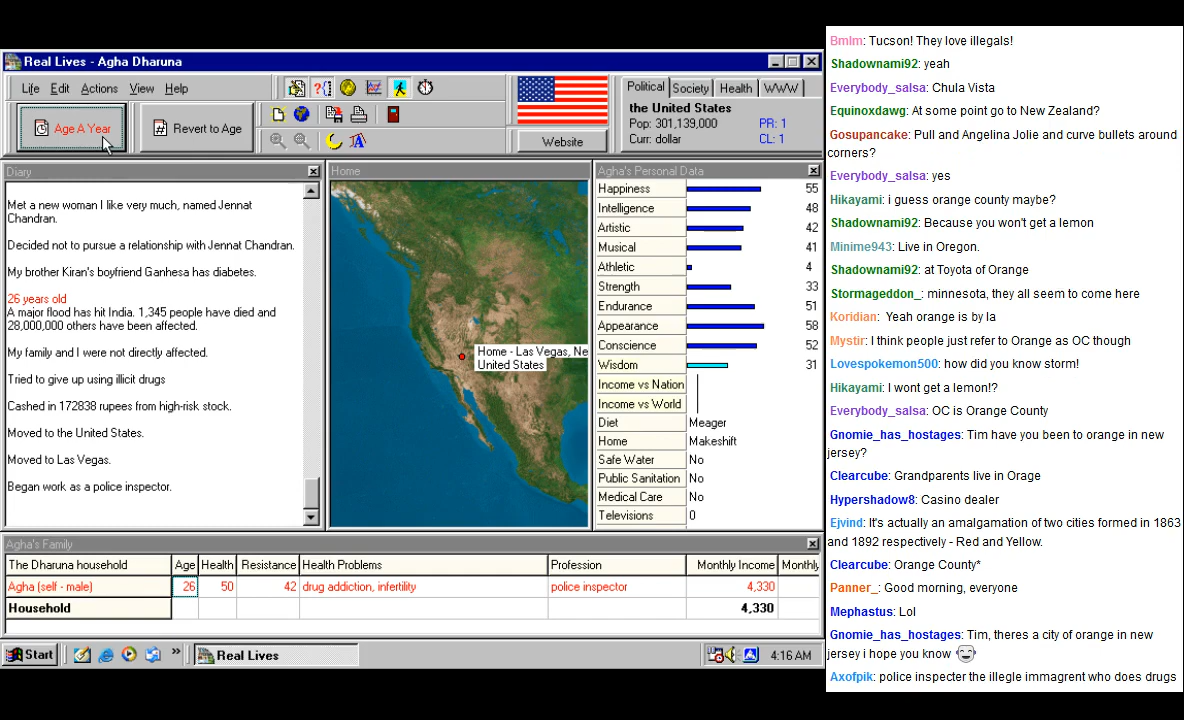 Real Lives - Agha Dharuna
Life Edit Actions View Help
Age A Year
Revert to Age
Website
Political Society Health WWW
the United States
Pop: 301,139,000 PR: 1
Curr: dollar CL: 1
Diary
Met a new woman I like very much, named Jennat
Chandran.
Decided not to pursue a relationship with Jennat Chandran.
My brother Kiran's boyfriend Ganhesa has diabetes.
26 years old
A major flood has hit India. 1,345 people have died and
28,000,000 others have been affected.
My family and I were not directly affected.
Tried to give up using illicit drugs
Cashed in 172838 rupees from high-risk stock.
Moved to the United States.
Moved to Las Vegas.
Began work as a police inspector.
Home
Home - Las Vegas, Ne
United States
Agha's Personal Data
Happiness 55
Intelligence 48
Artistic 42
Musical 41
Athletic 4
Strength 33
Endurance 51
Appearance 58
Conscience 52
Wisdom 31
Income vs Nation
Income vs World
Diet Meager
Home Makeshift
Safe Water No
Public Sanitation No
Medical Care No
Televisions 0
Agha's Family
The Dharuna household Age Health Resistance Health Problems Profession Monthly Income Monthly
Agha (self - male) 26 50 42 drug addiction, infertility police inspector 4,330
Household 4,330
Start » Real Lives 4:16 AM
Bmlm: Tucson! They love illegals!
Shadownami92: yeah
Everybody_salsa: Chula Vista
Equinoxdawg: At some point go to New Zealand?
Gosupancake: Pull and Angelina Jolie and curve bullets around
corners?
Everybody_salsa: yes
Hikayami: i guess orange county maybe?
Shadownami92: Because you won't get a lemon
Minime943: Live in Oregon.
Shadownami92: at Toyota of Orange
Stormageddon_: minnesota, they all seem to come here
Koridian: Yeah orange is by la
Mystir: I think people just refer to Orange as OC though
Lovespokemon500: how did you know storm!
Hikayami: I wont get a lemon!?
Everybody_salsa: OC is Orange County
Gnomie_has_hostages: Tim have you been to orange in new
jersey?
Clearcube: Grandparents live in Orage
Hypershadow8: Casino dealer
Ejvind: It's actually an amalgamation of two cities formed in 1863
and 1892 respectively - Red and Yellow.
Clearcube: Orange County*
Panner_: Good morning, everyone
Mephastus: Lol
Gnomie_has_hostages: Tim, theres a city of orange in new
jersey i hope you know
Axofpik: police inspecter the illegle immagrent who does drugs